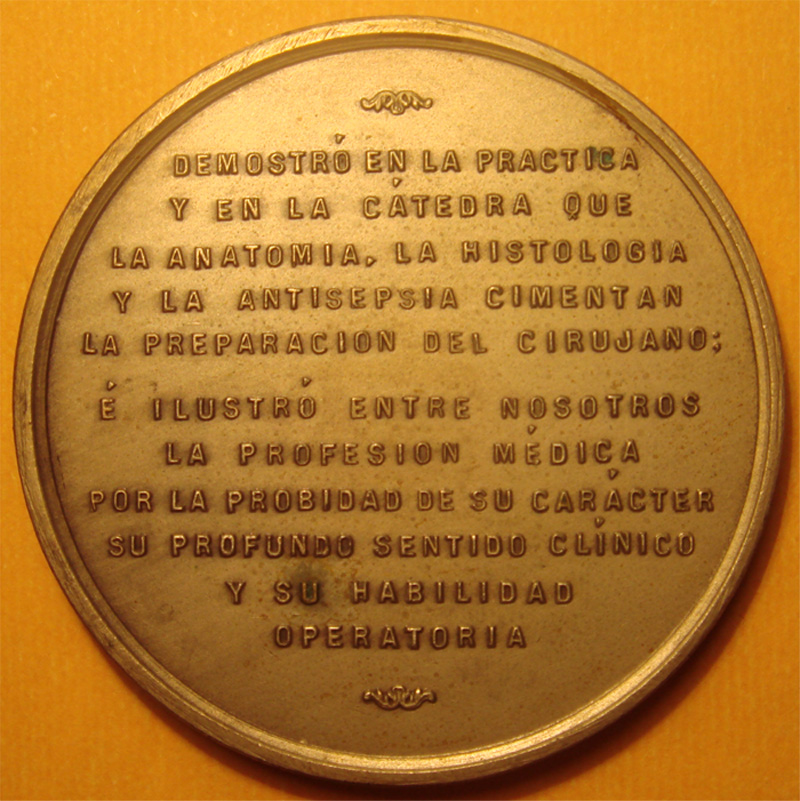 DEMOSTRÓ EN LA PRACTICA
Y EN LA CÁTEDRA QUE
LA ANATOMIA, LA HISTOLOGIA
Y LA ANTISEPSIA CIMENTAN
LA PREPARACION DEL CIRUJANO;
É ILUSTRÓ ENTRE NOSOTROS
LA PROFESION MÉDICA
POR LA PROBIDAD DE SU CARÁCTER
SU PROFUNDO SENTIDO CLÍNICO
Y SU HABILIDAD
OPERATORIA